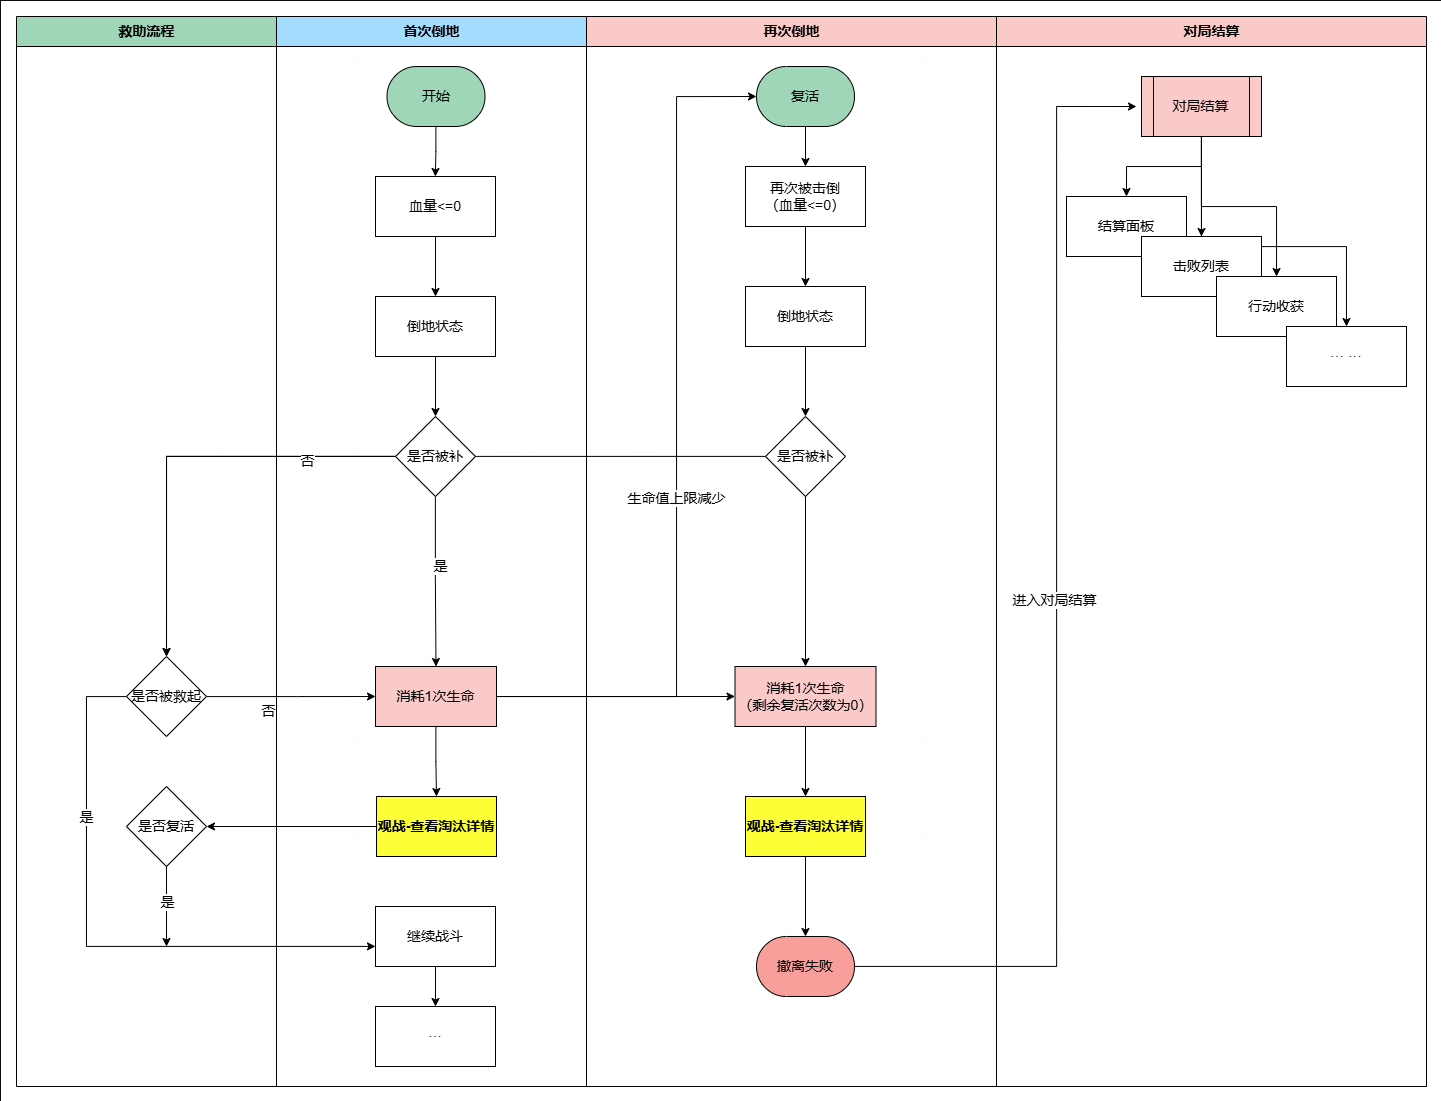 救助流程
首次倒地
再次倒地
对局结算
开始
血量<=0
倒地状态
是否被补
否
是
是否被救起
否
消耗1次生命
观战-查看淘汰详情
是否复活
是
是
继续战斗
...
复活
再次被击倒
（血量<=0）
倒地状态
是否被补
生命值上限减少
消耗1次生命
（剩余复活次数为0）
观战-查看淘汰详情
撤离失败
进入对局结算
对局结算
结算面板
击败列表
行动收获
... ...